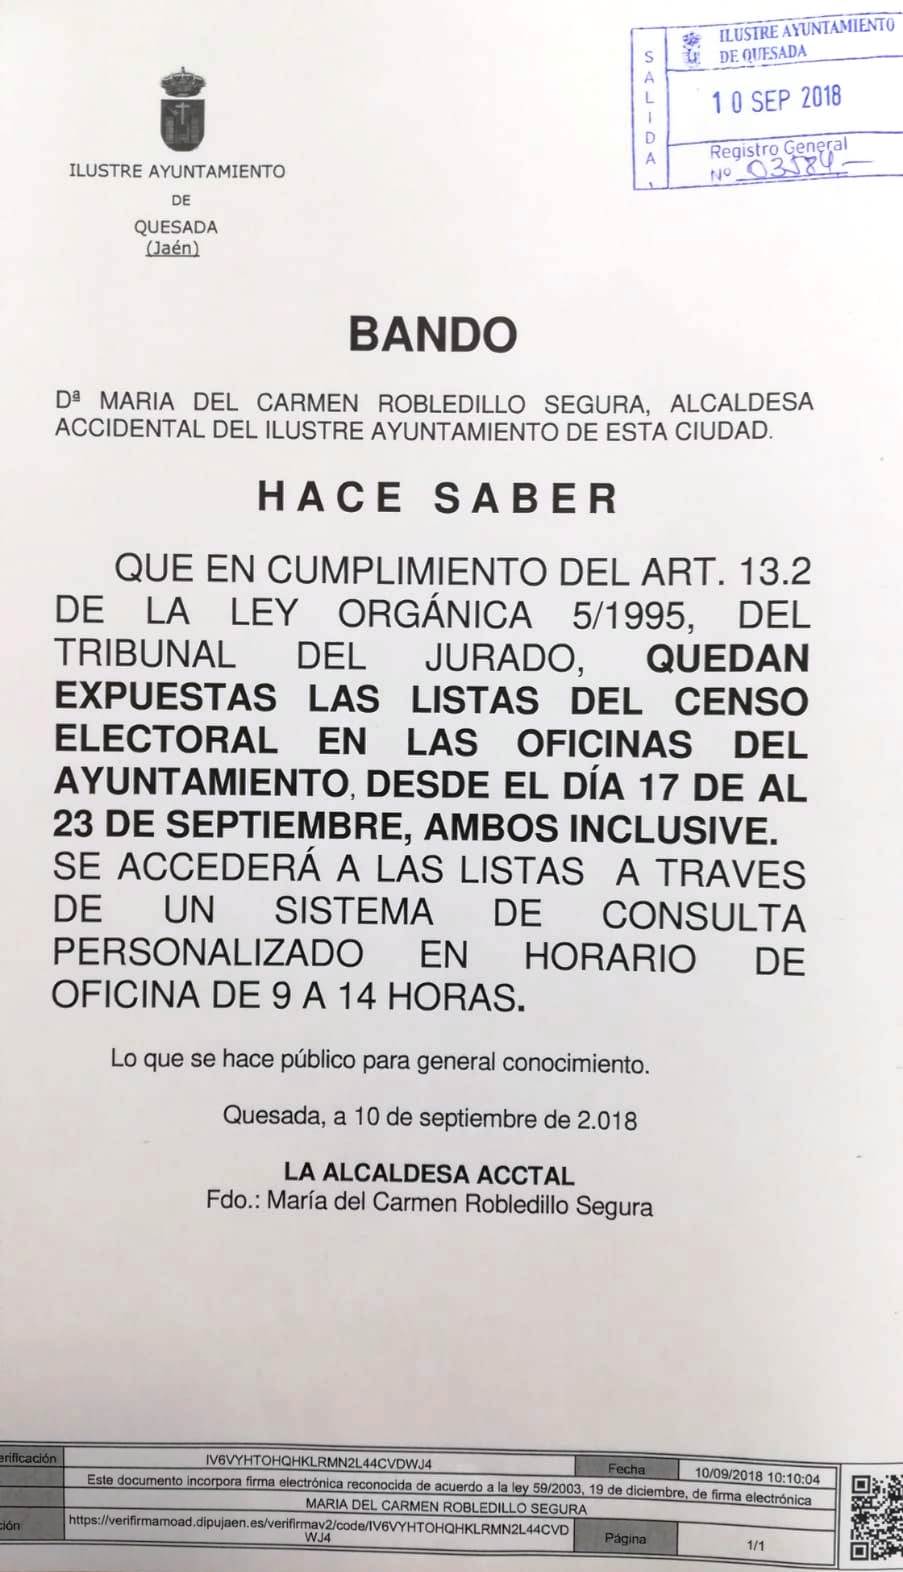 ILUSTRE AYUNTAMIENTO
DE
QUESADA
(Jaén)
SALIDA
ILUSTRE AYUNTAMIENTO
DE QUESADA
10 SEP 2018
Registro General
Nº 03584
BANDO
Dª MARIA DEL CARMEN ROBLEDILLO SEGURA, ALCALDESA
ACCIDENTAL DEL ILUSTRE AYUNTAMIENTO DE ESTA CIUDAD.
HACE SABER
QUE EN CUMPLIMIENTO DEL ART. 13.2
DE LA LEY ORGÁNICA 5/1995, DEL
TRIBUNAL DEL JURADO, QUEDAN
EXPUESTAS LAS LISTAS DEL CENSO
ELECTORAL EN LAS OFICINAS DEL
AYUNTAMIENTO, DESDE EL DÍA 17 DE AL
23 DE SEPTIEMBRE, AMBOS INCLUSIVE.
SE ACCEDERÁ A LAS LISTAS A TRAVES
DE UN SISTEMA DE CONSULTA
PERSONALIZADO EN HORARIO DE
OFICINA DE 9 A 14 HORAS.
Lo que se hace público para general conocimiento.
Quesada, a 10 de septiembre de 2.018
LA ALCALDESA ACCTAL
Fdo.: María del Carmen Robledillo Segura
erificación IV6VYHTOHQHKLRMN2L44CVDWJ4 Fecha 10/09/2018 10:10:04
Este documento incorpora firma electrónica reconocida de acuerdo a la ley 59/2003, 19 de diciembre, de firma electrónica
MARIA DEL CARMEN ROBLEDILLO SEGURA
ción https://verifirmamoad.dipujaen.es/verifirmav2/code/IV6VYHTOHQHKLRMN2L44CVD
WJ4 Página 1/1